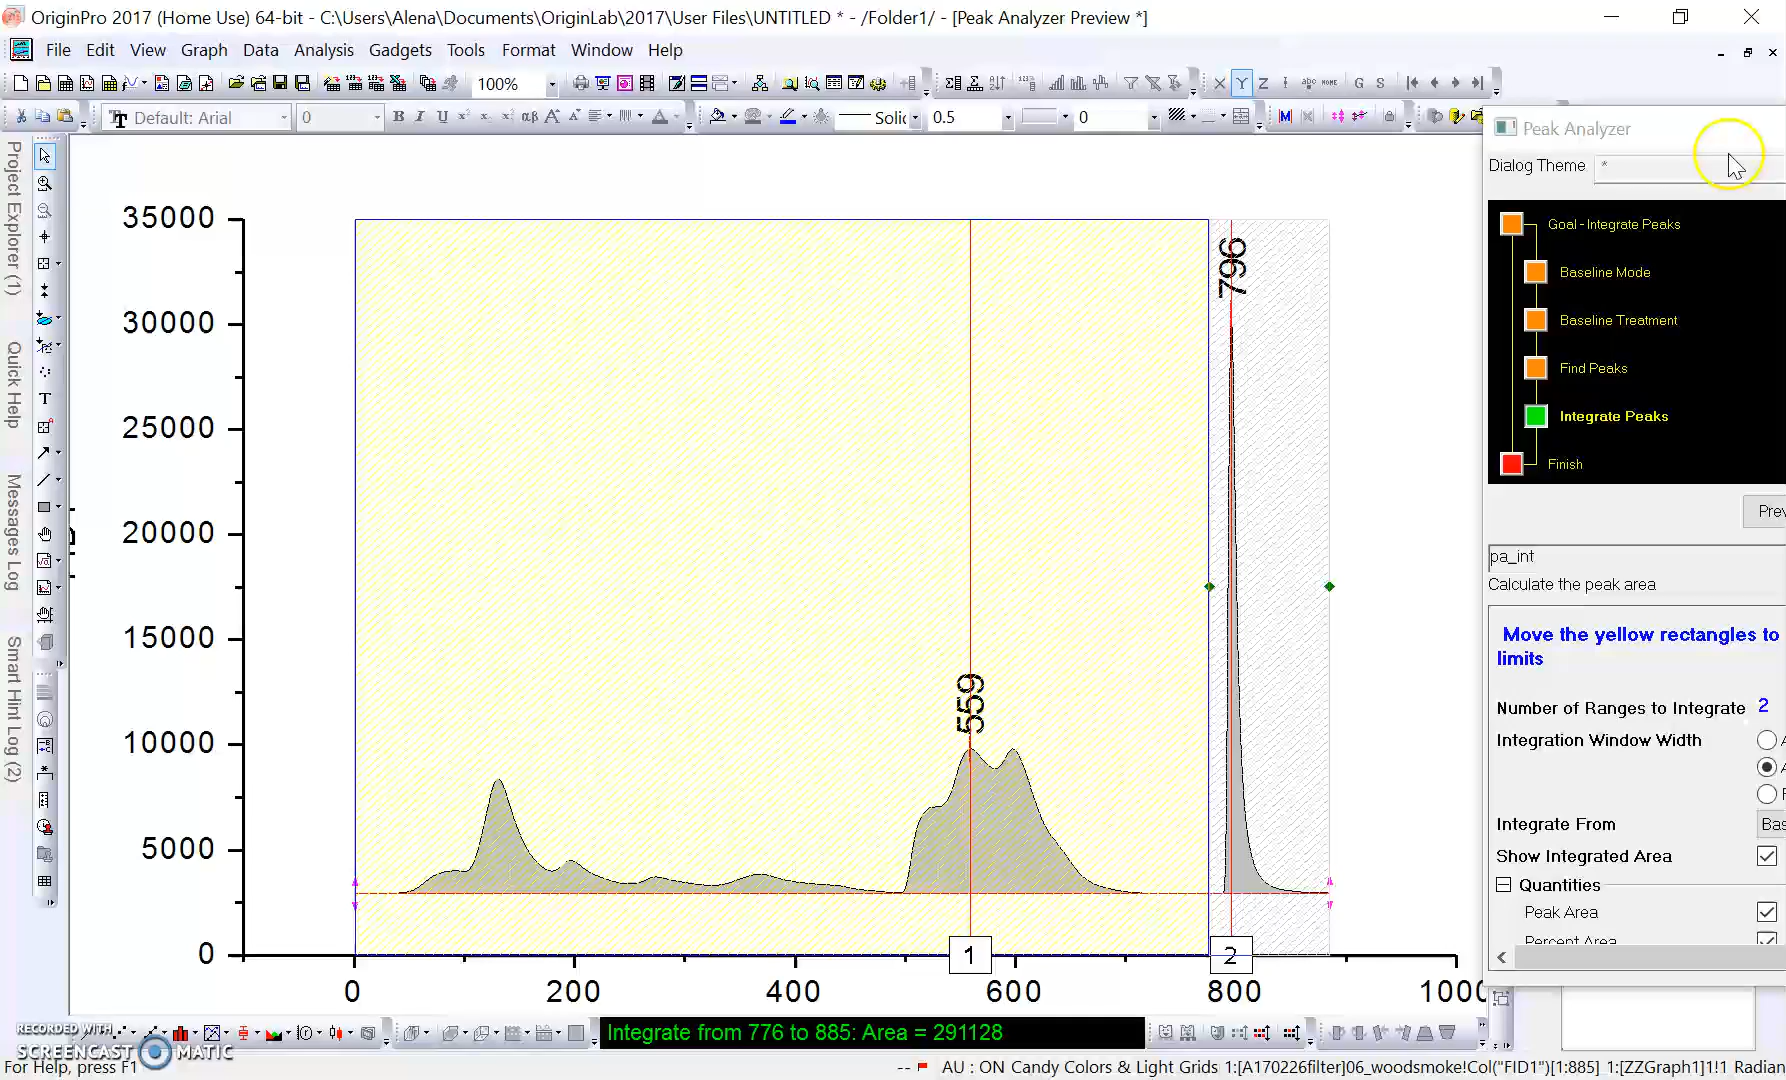 OriginPro 2017 (Home Use) 64-bit - C:\Users\Alena\Documents\OriginLab\2017\User Files\UNTITLED * - /Folder1/ - [Peak Analyzer Preview *]
File Edit View Graph Data Analysis Gadgets Tools Format Window Help
100%
X Y Z
G S
Default: Arial 0 B I U αβ A A
0.5 0
Project Explorer (1)
Quick Help
Messages Log
Smart Hint Log (2)
35000
30000
25000
20000
15000
10000
5000
0
0 200 400 600 800
559
796
1
2
Peak Analyzer
Dialog Theme *
Goal - Integrate Peaks
Baseline Mode
Baseline Treatment
Find Peaks
Integrate Peaks
Finish
pa_int
Calculate the peak area
Move the yellow rectangles to
limits
Number of Ranges to Integrate 2
Integration Window Width
Integrate From
Show Integrated Area
Quantities
Peak Area
Percent Area
Integrate from 776 to 885: Area = 291128
RECORDED WITH
SCREENCAST MATIC
For Help, press F1
-- AU : ON Candy Colors & Light Grids 1:[A170226filter]06_woodsmoke!Col("FID1")[1:885] 1:[ZZGraph1]1!1 Radian